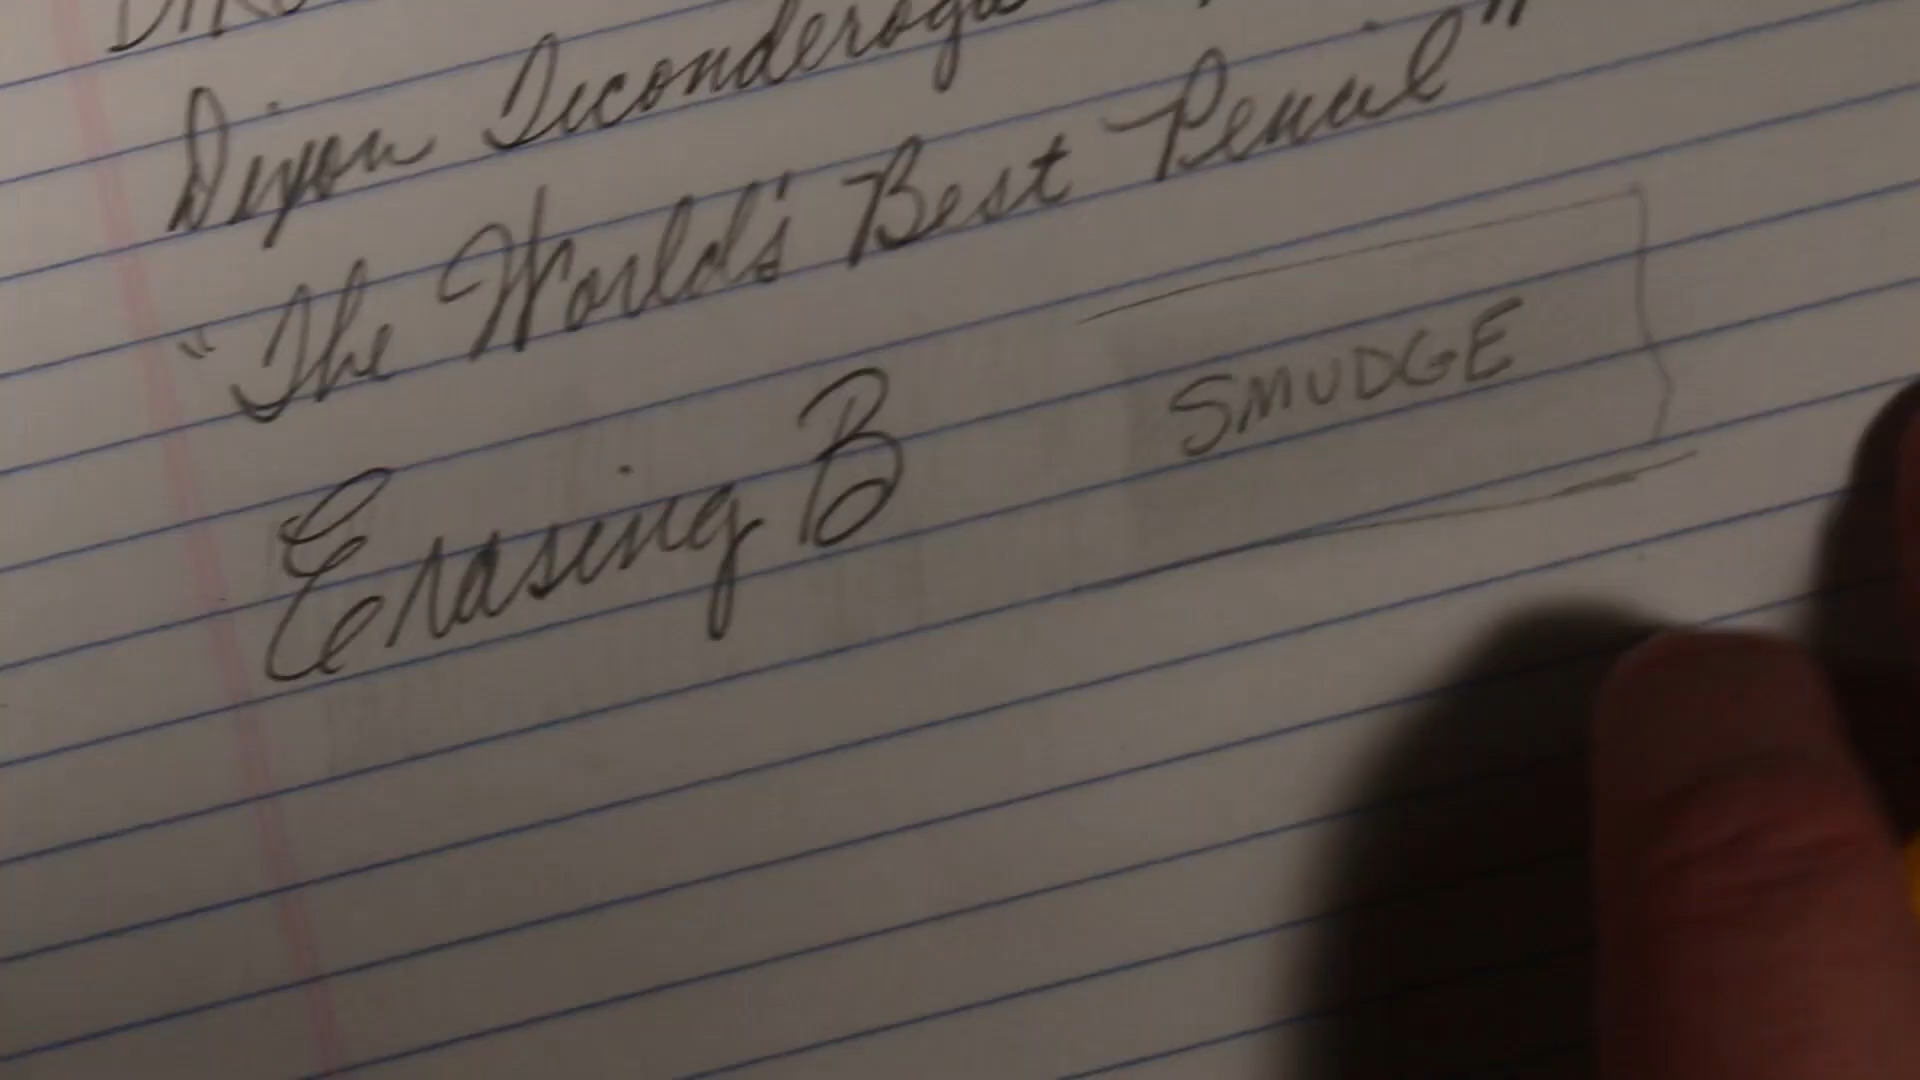 Dixon Ticonderoga
"The World's Best Pencil"
Erasing B
SMUDGE